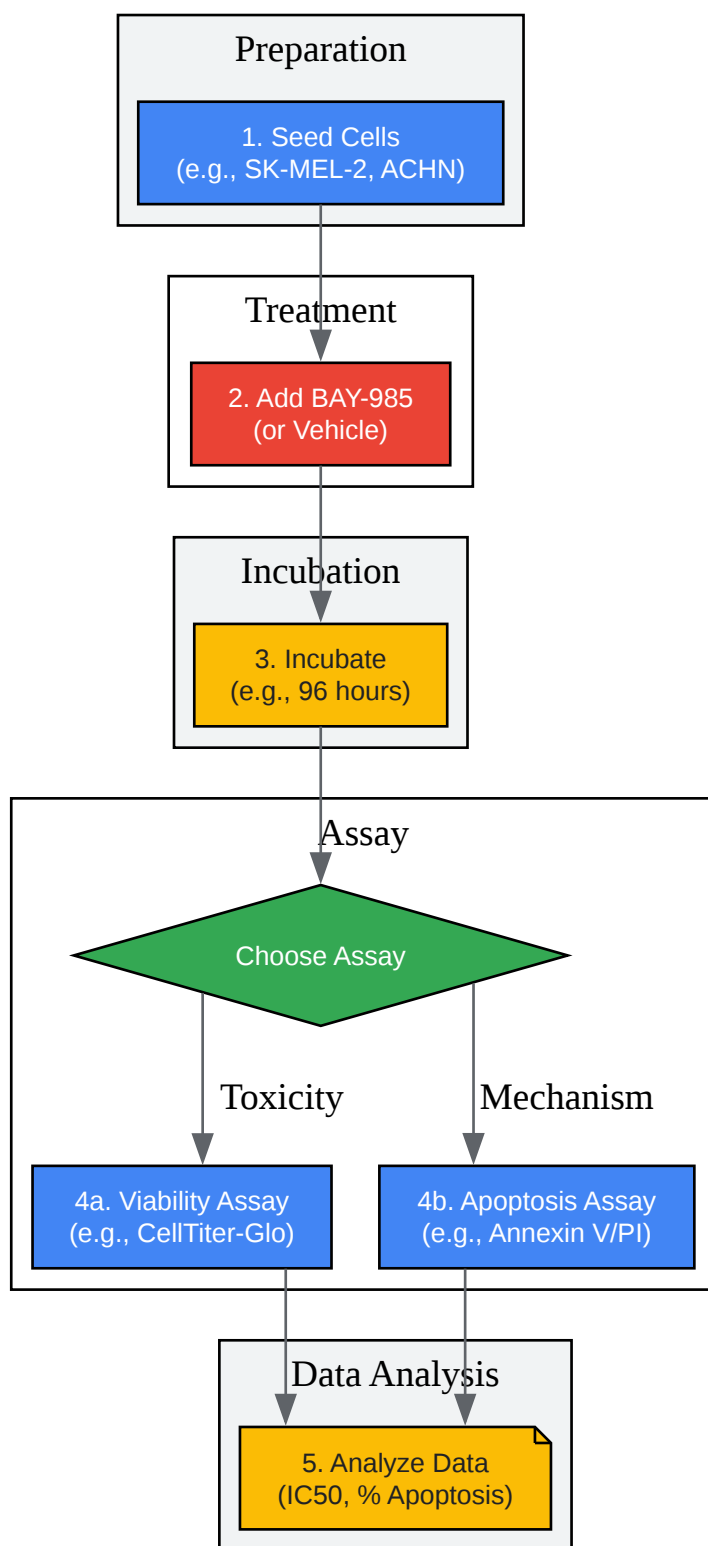 Preparation
1. Seed Cells
(e.g., SK-MEL-2, ACHN)
Treatment
2. Add BAY-985
(or Vehicle)
Incubation
3. Incubate
(e.g., 96 hours)
Assay
Choose Assay
Toxicity
Mechanism
4a. Viability Assay
(e.g., CellTiter-Glo)
4b. Apoptosis Assay
(e.g., Annexin V/PI)
Data Analysis
5. Analyze Data
(IC50, % Apoptosis)